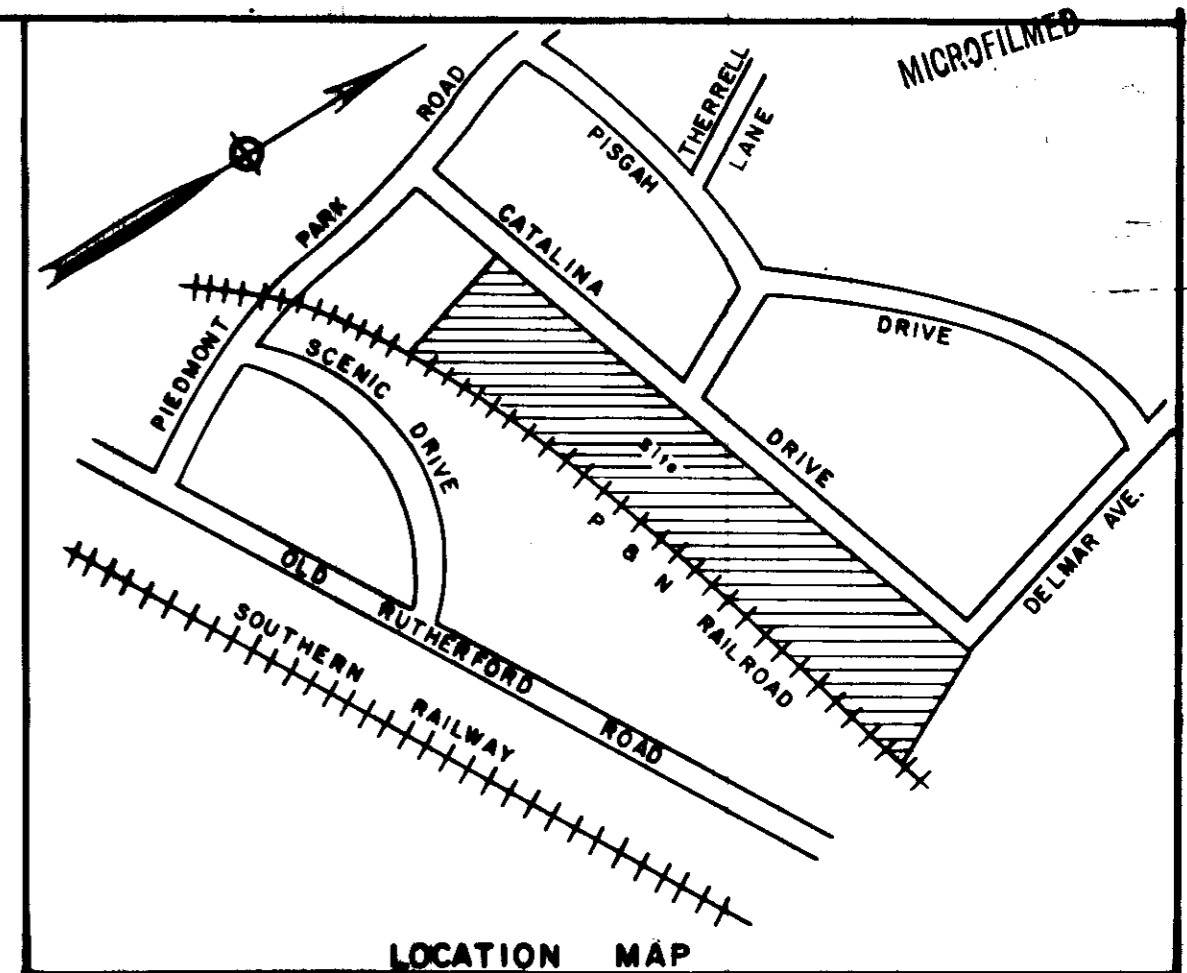 MICROFILMED
PIEDMONT PARK ROAD
THERRELL LANE
PISGAH DRIVE
CATALINA DRIVE
SCENIC DRIVE
Site
P & N RAILROAD
DELMAR AVE.
OLD RUTHERFORD ROAD
SOUTHERN RAILWAY
LOCATION MAP